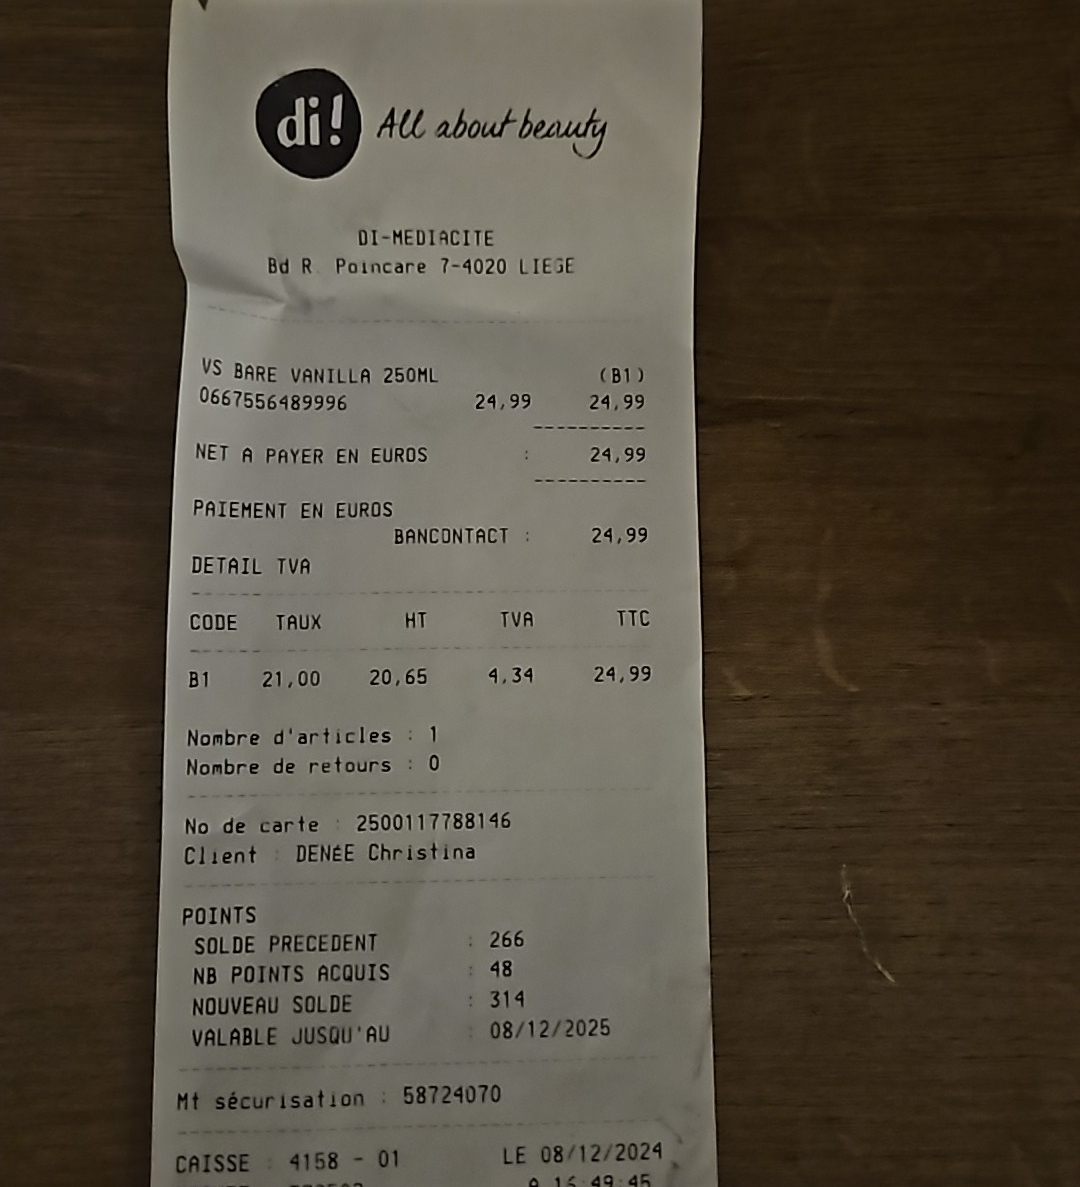 di! All about beauty
DI-MEDIACITE
Bd R. Poincare 7-4020 LIEGE
VS BARE VANILLA 250ML (B1)
0667556489996 24,99 24,99
NET A PAYER EN EUROS : 24,99
PAIEMENT EN EUROS
BANCONTACT : 24,99
DETAIL TVA
CODE TAUX HT TVA TTC
B1 21,00 20,65 4,34 24,99
Nombre d'articles : 1
Nombre de retours : 0
No de carte : 2500117788146
Client : DENÉE Christina
POINTS
SOLDE PRECEDENT : 266
NB POINTS ACQUIS : 48
NOUVEAU SOLDE : 314
VALABLE JUSQU'AU : 08/12/2025
Mt sécurisation : 58724070
CAISSE : 4158 - 01 LE 08/12/2024
A 16:49:45